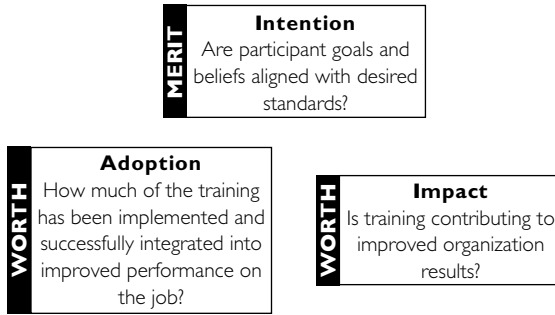 MERIT
Intention
Are participant goals and
beliefs aligned with desired
standards?
WORTH
Adoption
How much of the training
has been implemented and
successfully integrated into
improved performance on
the job?
WORTH
Impact
Is training contributing to
improved organization
results?